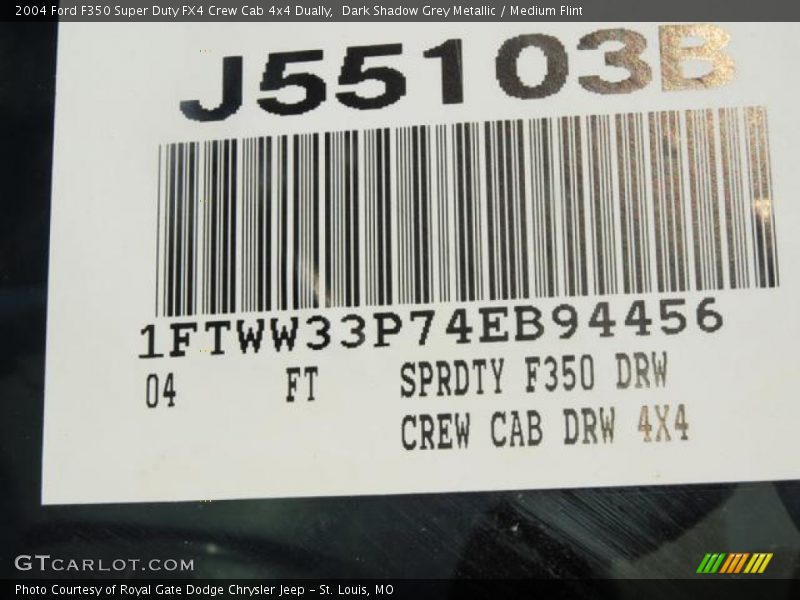 2004 Ford F350 Super Duty FX4 Crew Cab 4x4 Dually,  Dark Shadow Grey Metallic / Medium Flint
J55103B
1FTWW33P74EB94456
04 FT SPRDTY F350 DRW
CREW CAB DRW 4X4
GTCARLOT.COM
Photo Courtesy of Royal Gate Dodge Chrysler Jeep – St. Louis, MO